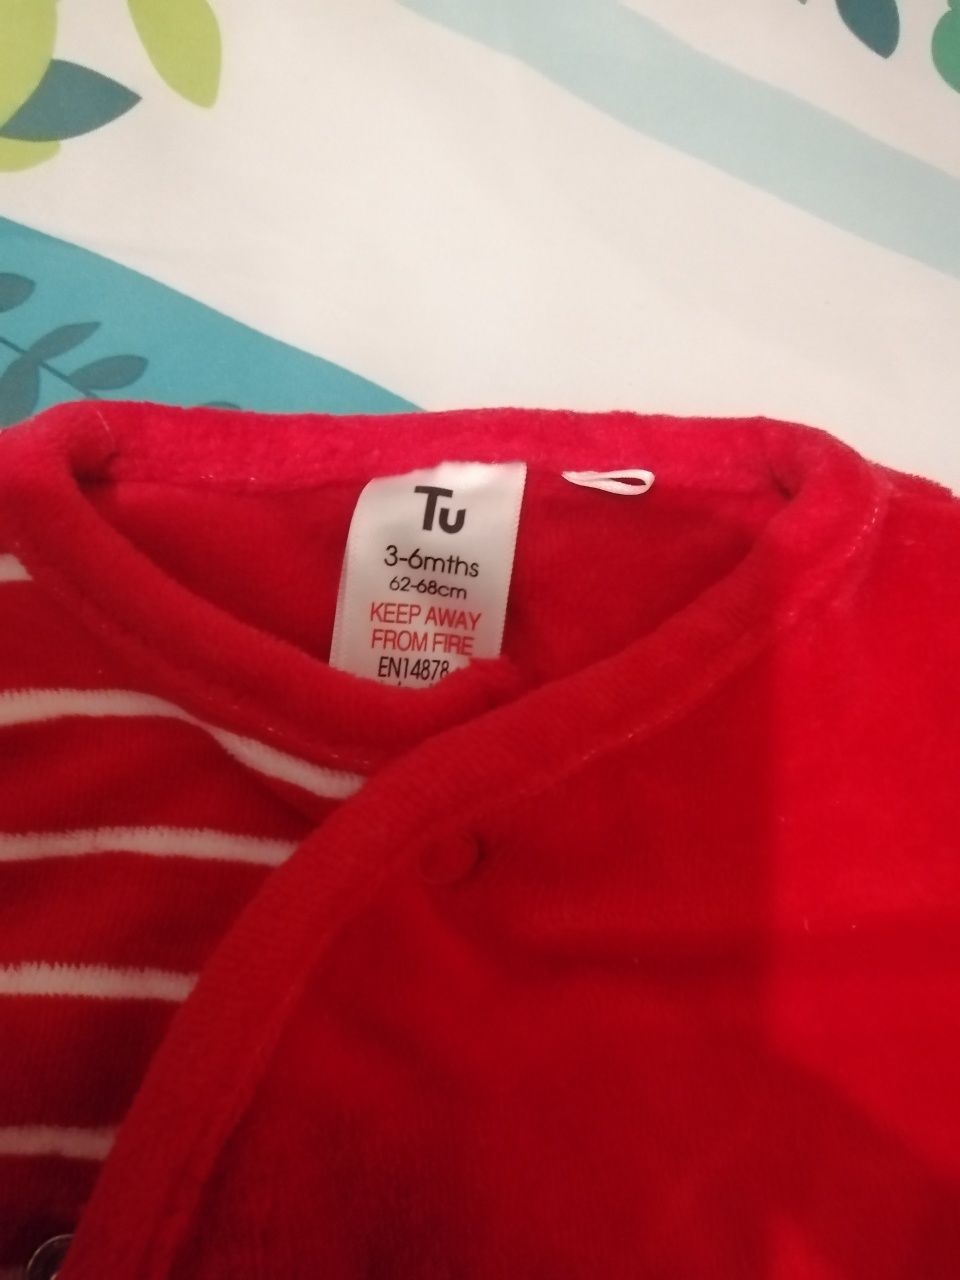 Tu
3-6mths
62-68cm
KEEP AWAY
FROM FIRE
EN14878